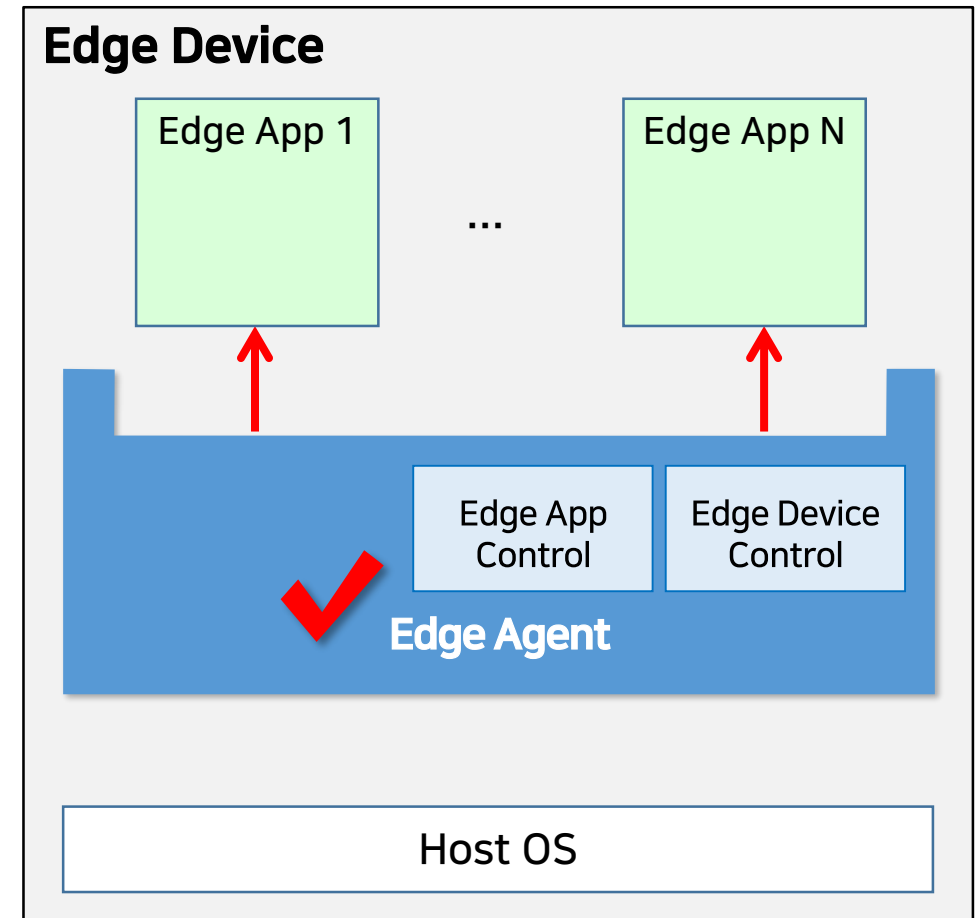 Edge Device
Edge App 1
...
Edge App N
Edge App
Control
Edge Device
Control
Edge Agent
Host OS